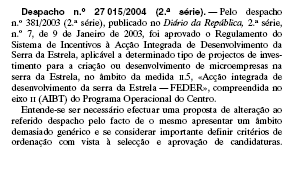 Despacho n.º 27 015/2004 (2.ª série). — Pelo despacho
n.º 381/2003 (2.ª série), publicado no Diário da República, 2.ª série,
n.º 7, de 9 de Janeiro de 2003, foi aprovado o Regulamento do
Sistema de Incentivos à Acção Integrada de Desenvolvimento da
Serra da Estrela, aplicável a determinado tipo de projectos de inves-
timento para a criação ou desenvolvimento de microempresas na
serra da Estrela, no âmbito da medida II.5, «Acção integrada de
desenvolvimento da serra da Estrela — FEDER», compreendida no
eixo II (AIBT) do Programa Operacional do Centro.
Entende-se ser necessário efectuar uma proposta de alteração ao
referido despacho pelo facto de o mesmo apresentar um âmbito
demasiado genérico e se considerar importante definir critérios de
ordenação com vista à selecção e aprovação de candidaturas.